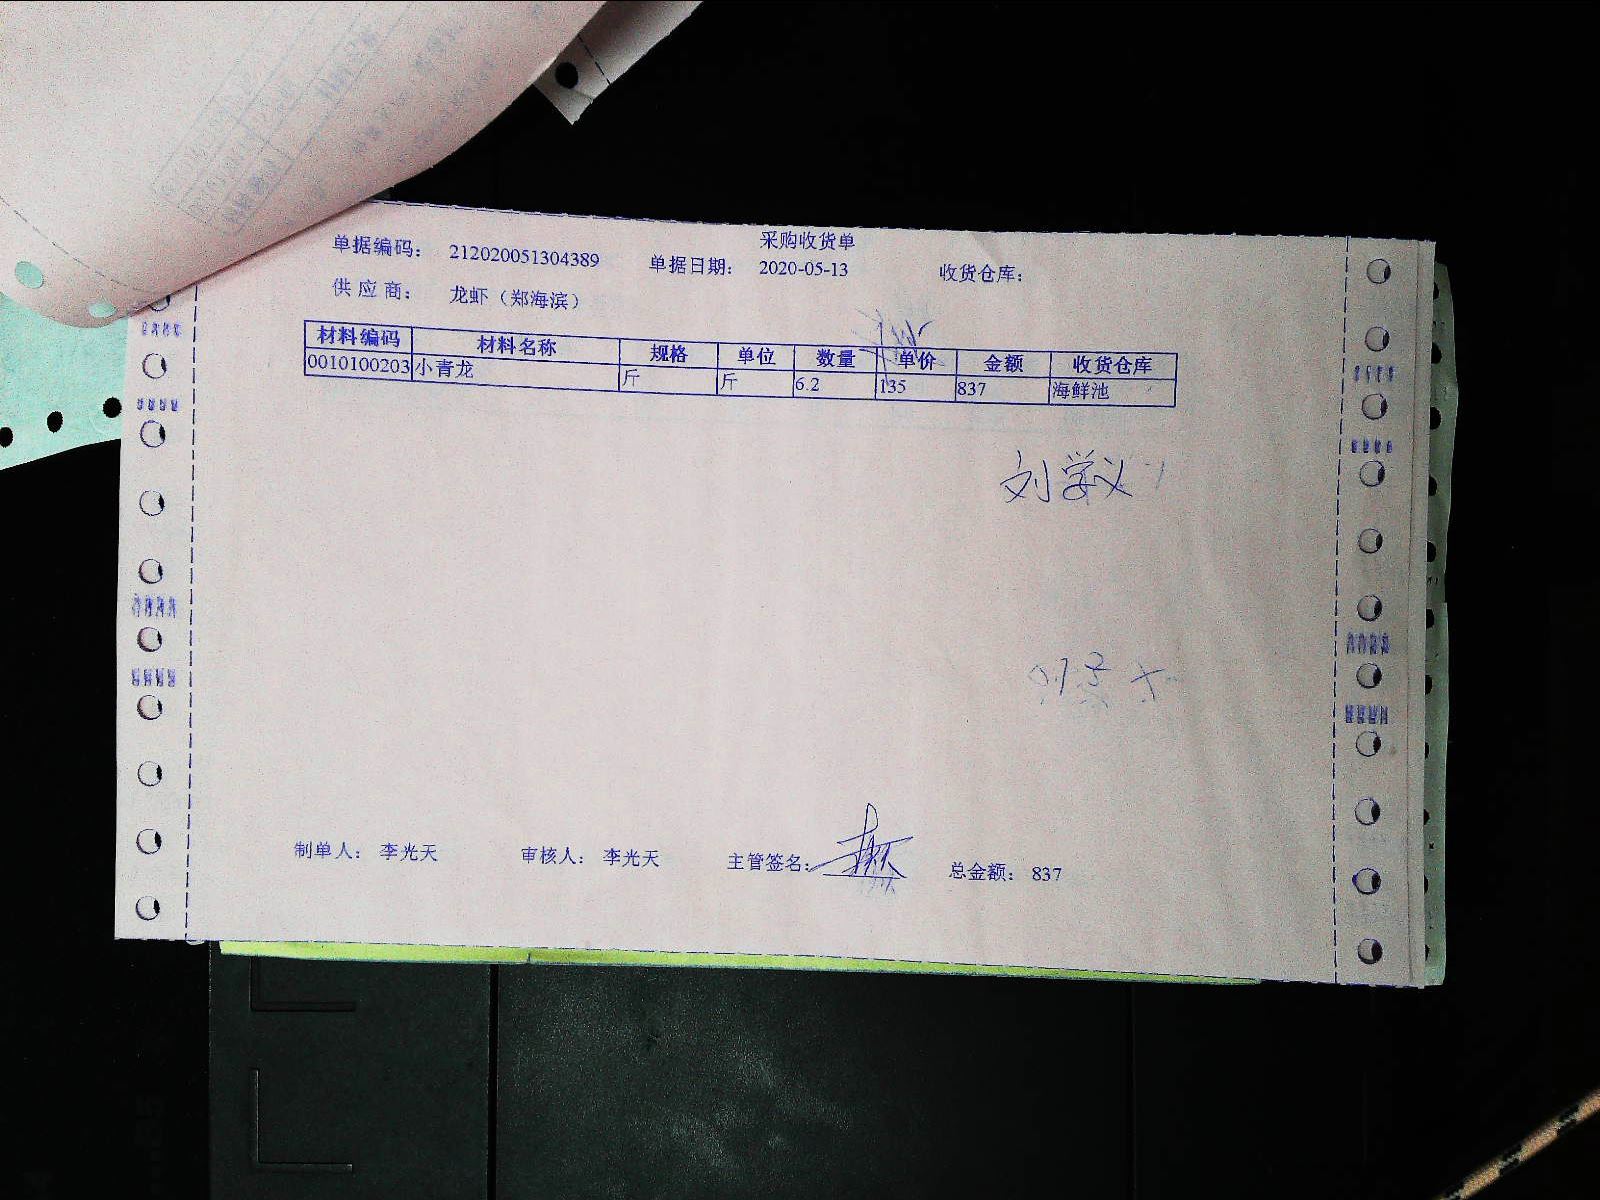 采购收货单
单据编码： 212020051304389 单据日期： 2020-05-13 收货仓库：
供 应 商： 龙虾（郑海滨）
材料编码 材料名称 规格 单位 数量 单价 金额 收货仓库
0010100203 小青龙 斤 斤 6.2 135 837 海鲜池
刘学义
制单人： 李光天 审核人： 李光天 主管签名： 总金额： 837